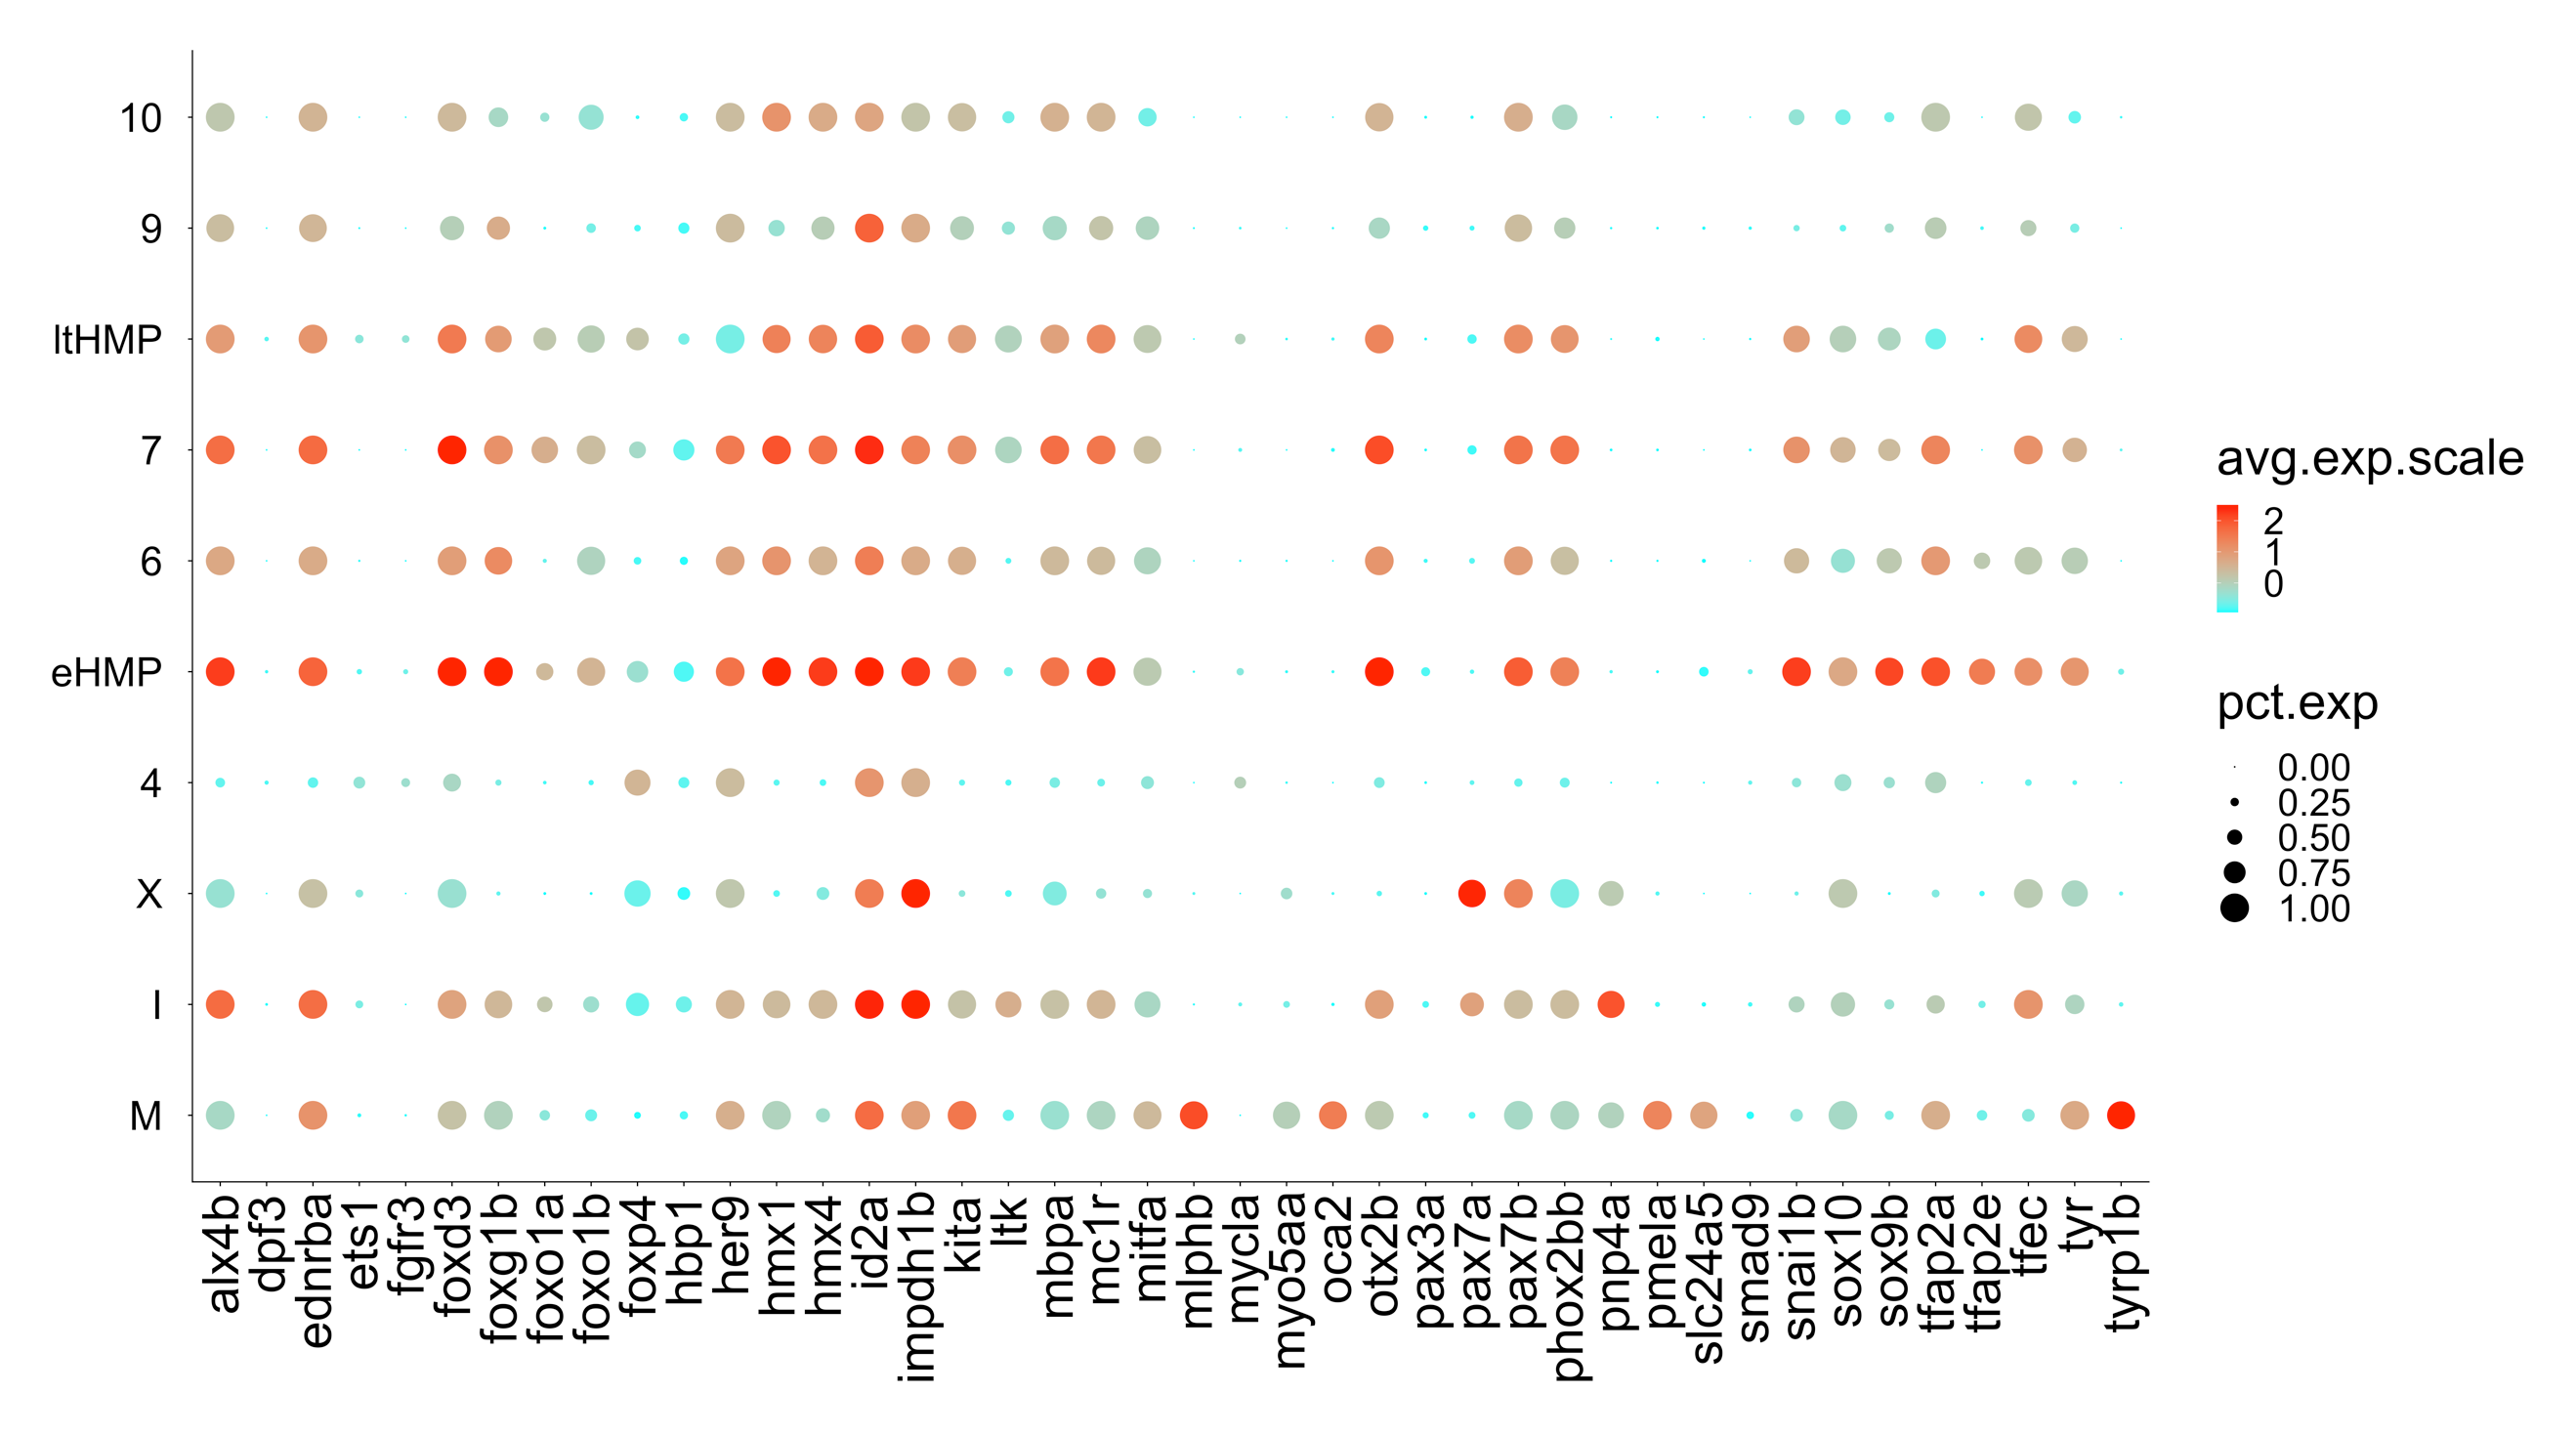 10
9
ltHMP
7
6
eHMP
4
X
I
M
alx4b
dpf3
ednrba
ets1
fgfr3
foxd3
foxg1b
foxo1a
foxo1b
foxp4
hbp1
her9
hmx1
hmx4
id2a
impdh1b
kita
ltk
mbpa
mc1r
mitfa
mlphb
mycla
myo5aa
oca2
otx2b
pax3a
pax7a
pax7b
phox2bb
pnp4a
pmela
slc24a5
smad9
snai1b
sox10
sox9b
tfap2a
tfap2e
tfec
tyr
tyrp1b
avg.exp.scale
2
1
0
pct.exp
0.00
0.25
0.50
0.75
1.00